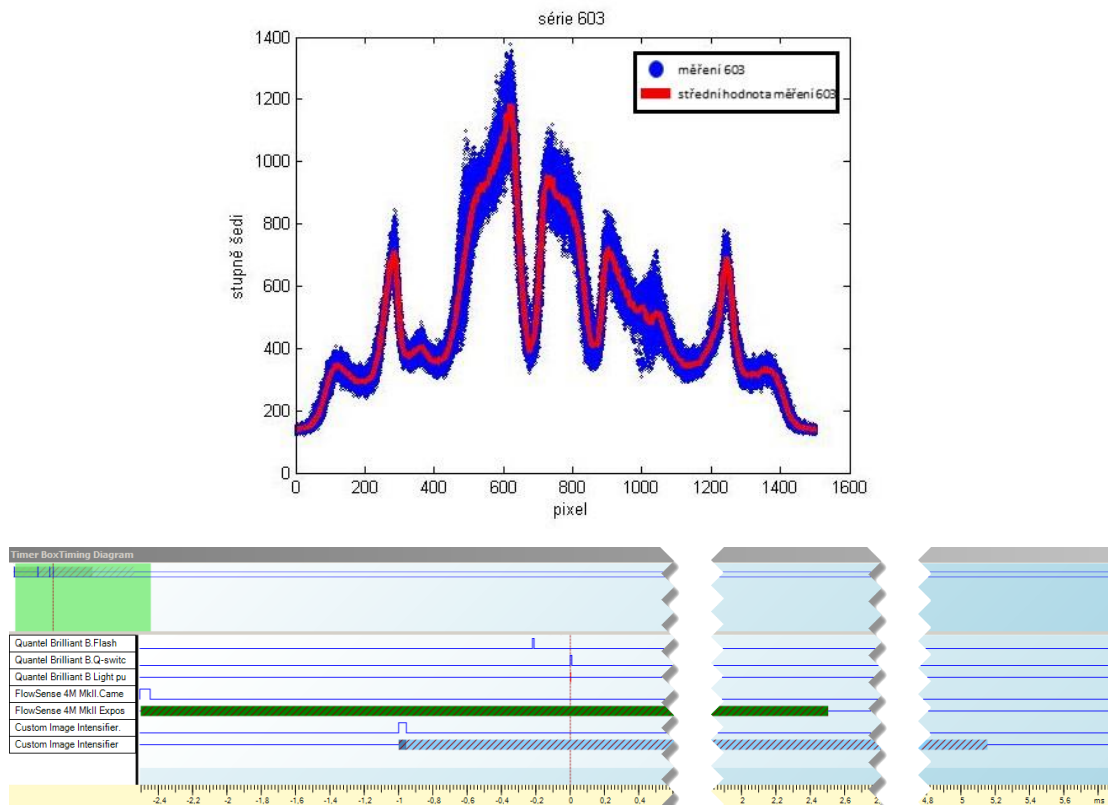 série 603
měření 603
střední hodnota měření 603
1400
1200
1000
800
600
400
200
0
stupně šedi
0 200 400 600 800 1000 1200 1400 1600
pixel
Timer BoxTiming Diagram
Quantel Brilliant B.Flash
Quantel Brilliant B.Q-switc
Quantel Brilliant B.Light pu
FlowSense 4M MkII.Came
FlowSense 4M MkII Expos
Custom Image Intensifier.
Custom Image Intensifier
-2,4 -2,2 -2 -1,8 -1,6 -1,4 -1,2 -1 -0,8 -0,6 -0,4 -0,2 0 0,2 0,4 2 2,2 2,4 2,6 4,8 5 5,2 5,4 5,6